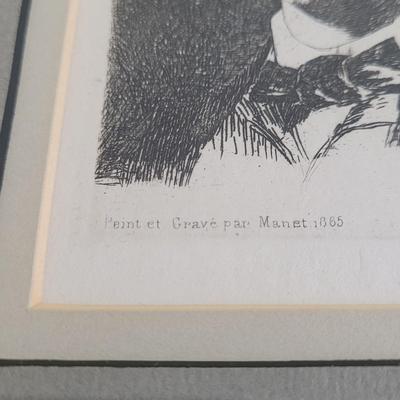 Peint et Gravé par Manet 1865